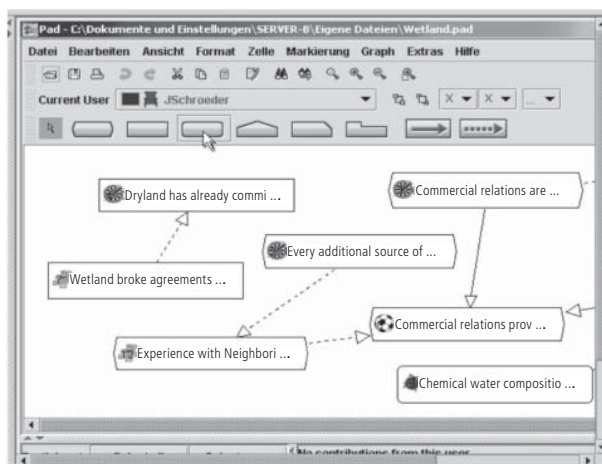 Pad - C:\Dokumente und Einstellungen\SERVER-B\Eigene Dateien\Wetland.pad
Datei Bearbeiten Ansicht Format Zelle Markierung Graph Extras Hilfe
Current User JSchroeder X X ...
Dryland has already commi ...
Commercial relations are ...
Every additional source of ...
Wetland broke agreements ...
Commercial relations prov ...
Experience with Neighbori ...
Chemical water compositio ...
No contributions from this user